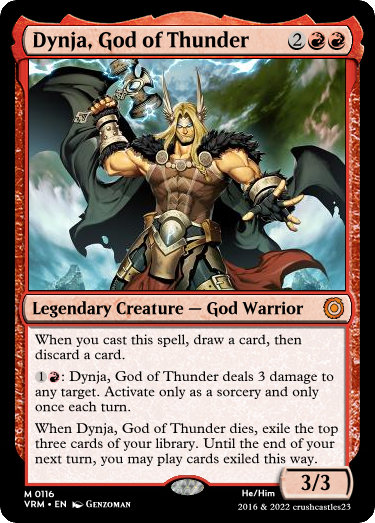 Dynja, God of Thunder 2
Legendary Creature — God Warrior
When you cast this spell, draw a card, then
discard a card.
1 : Dynja, God of Thunder deals 3 damage to
any target. Activate only as a sorcery and only
once each turn.
When Dynja, God of Thunder dies, exile the top
three cards of your library. Until the end of your
next turn, you may play cards exiled this way.
3/3
M 0116 He/Him
VRM • EN GENZOMAN 2016 & 2022 crushcastles23